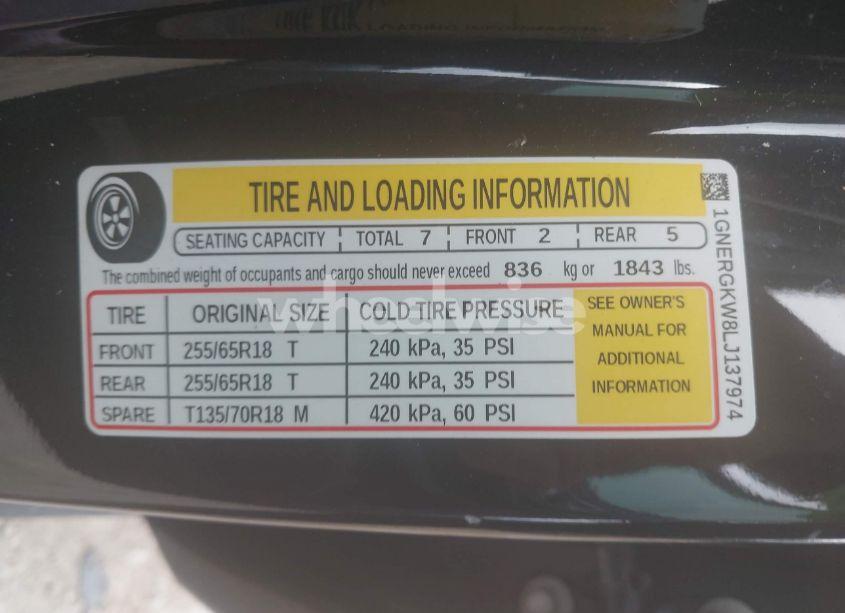 TIRE AND LOADING INFORMATION
SEATING CAPACITY ¦ TOTAL 7 ¦ FRONT 2 ¦ REAR 5
The combined weight of occupants and cargo should never exceed 836 kg or 1843 lbs.
TIRE ORIGINAL SIZE COLD TIRE PRESSURE
FRONT 255/65R18 T 240 kPa, 35 PSI
REAR 255/65R18 T 240 kPa, 35 PSI
SPARE T135/70R18 M 420 kPa, 60 PSI
SEE OWNER'S
MANUAL FOR
ADDITIONAL
INFORMATION
1GNERGKW8LJ137974
wheelwise